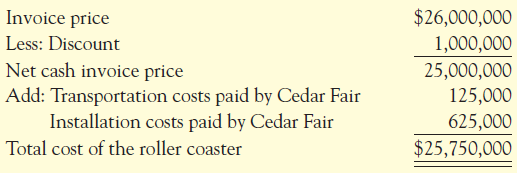 Invoice price $26,000,000
Less: Discount 1,000,000
Net cash invoice price 25,000,000
Add: Transportation costs paid by Cedar Fair 125,000
Installation costs paid by Cedar Fair 625,000
Total cost of the roller coaster $25,750,000